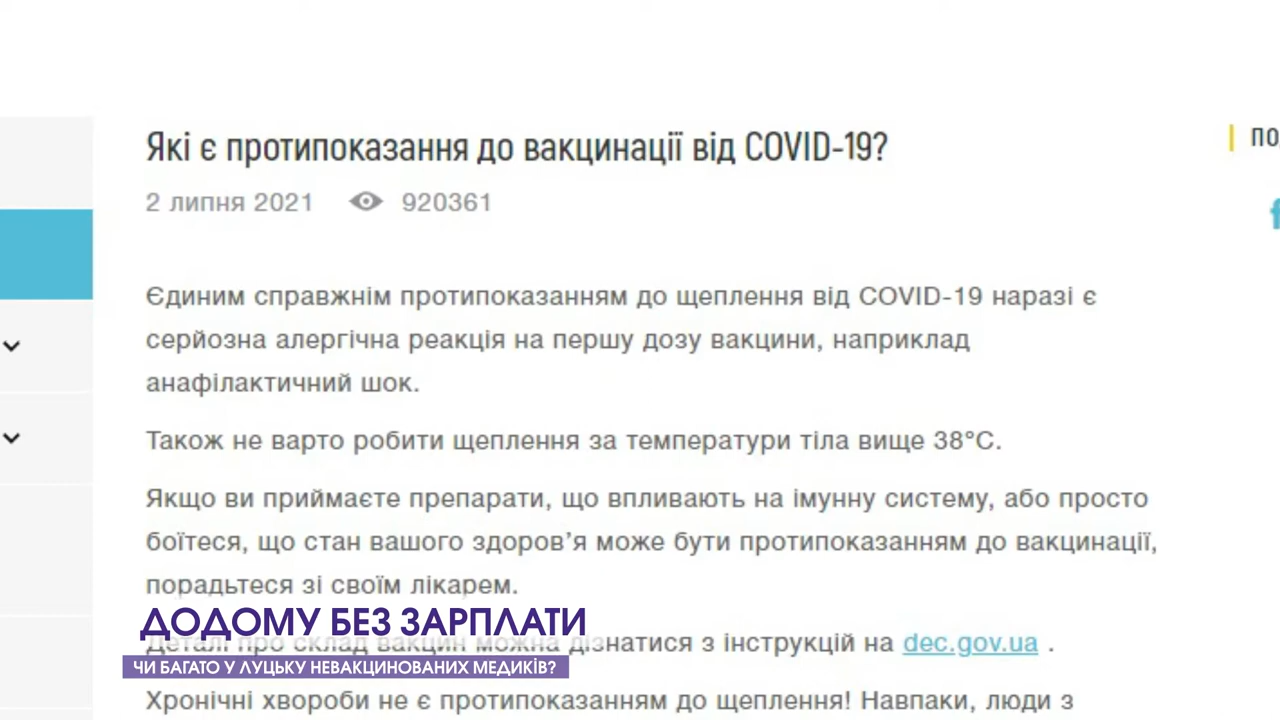 Які є протипоказання до вакцинації від COVID-19?
2 липня 2021 920361
Єдиним справжнім протипоказанням до щеплення від COVID-19 наразі є
серйозна алергічна реакція на першу дозу вакцини, наприклад
анафілактичний шок.
Також не варто робити щеплення за температури тіла вище 38°C.
Якщо ви приймаєте препарати, що впливають на імунну систему, або просто
боїтеся, що стан вашого здоров’я може бути протипоказанням до вакцинації,
порадьтеся зі своїм лікарем.
ДОДОМУ БЕЗ ЗАРПЛАТИ
Деталі про склад вакцин можна дізнатися з інструкцій на dec.gov.ua .
ЧИ БАГАТО У ЛУЦЬКУ НЕВАКЦИНОВАНИХ МЕДИКІВ?
Хронічні хвороби не є протипоказанням до щеплення! Навпаки, люди з